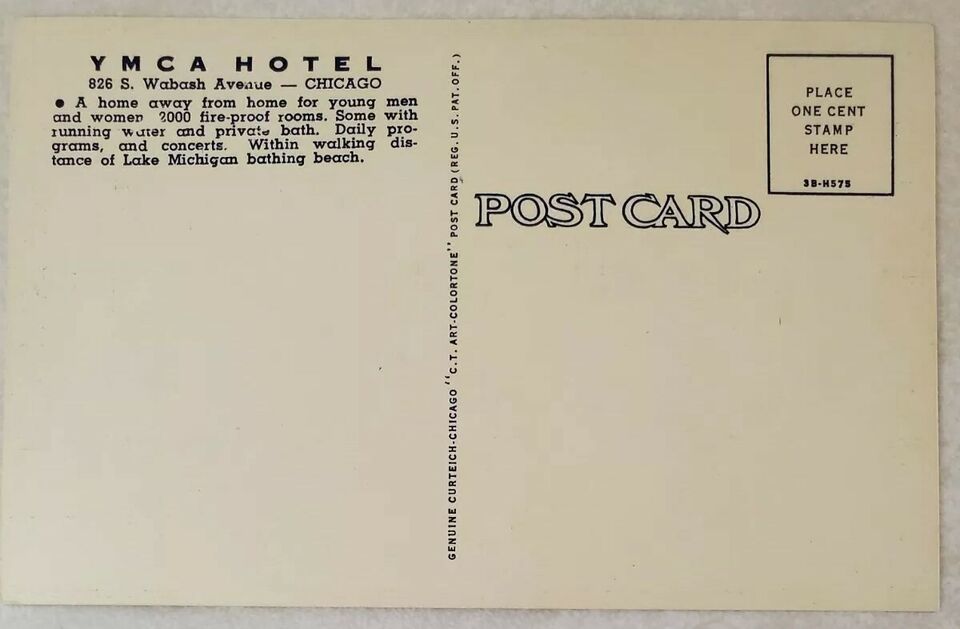 YMCA HOTEL
826 S. Wabash Avenue — CHICAGO
● A home away from home for young men
and women 2000 fire-proof rooms. Some with
running water and private bath. Daily pro-
grams, and concerts. Within walking dis-
tance of Lake Michigan bathing beach.
GENUINE CURTEICH-CHICAGO "C.T. ART-COLORTONE" POST CARD (REG. U.S. PAT. OFF.)
POST CARD
PLACE
ONE CENT
STAMP
HERE
3B-H575